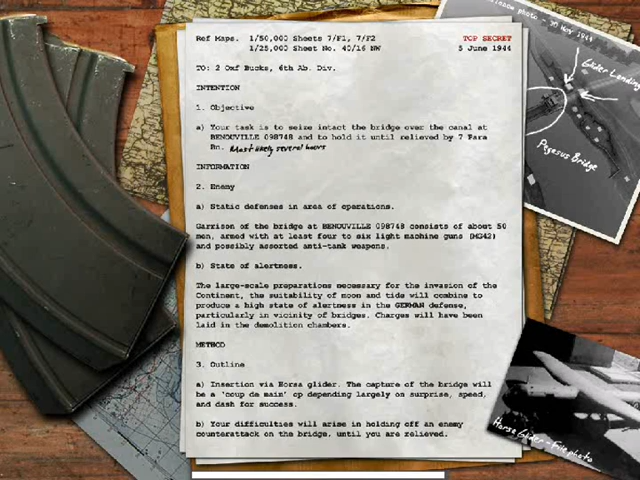 Ref Maps. 1/50,000 Sheets 7/F1, 7/F2
TOP SECRET
1/25,000 Sheet No. 40/16 NW
5 June 1944
TO: 2 Oxf Bucks, 6th Ab. Div.
INTENTION
1. Objective
a) Your task is to seize intact the bridge over the canal at
BENOUVILLE 098748 and to hold it until relieved by 7 Para
Bn. Most likely several hours
INFORMATION
2. Enemy
a) Static defenses in area of operations.
Garrison of the bridge at BENOUVILLE 098748 consists of about 50
men, armed with at least four to six light machine guns (MG42)
and possibly assorted anti-tank weapons.
b) State of alertness.
The large-scale preparations necessary for the invasion of the
Continent, the suitability of moon and tide will combine to
produce a high state of alertness in the GERMAN defense,
particularly in vicinity of bridges. Charges will have been
laid in the demolition chambers.
METHOD
3. Outline
a) Insertion via Horsa glider. The capture of the bridge will
be a 'coup de main' op depending largely on surprise, speed,
and dash for success.
b) Your difficulties will arise in holding off an enemy
counterattack on the bridge, until you are relieved.
photo - 20 Nov 1943
Glider Landing
Pegasus Bridge
Horsa Glider - File photo